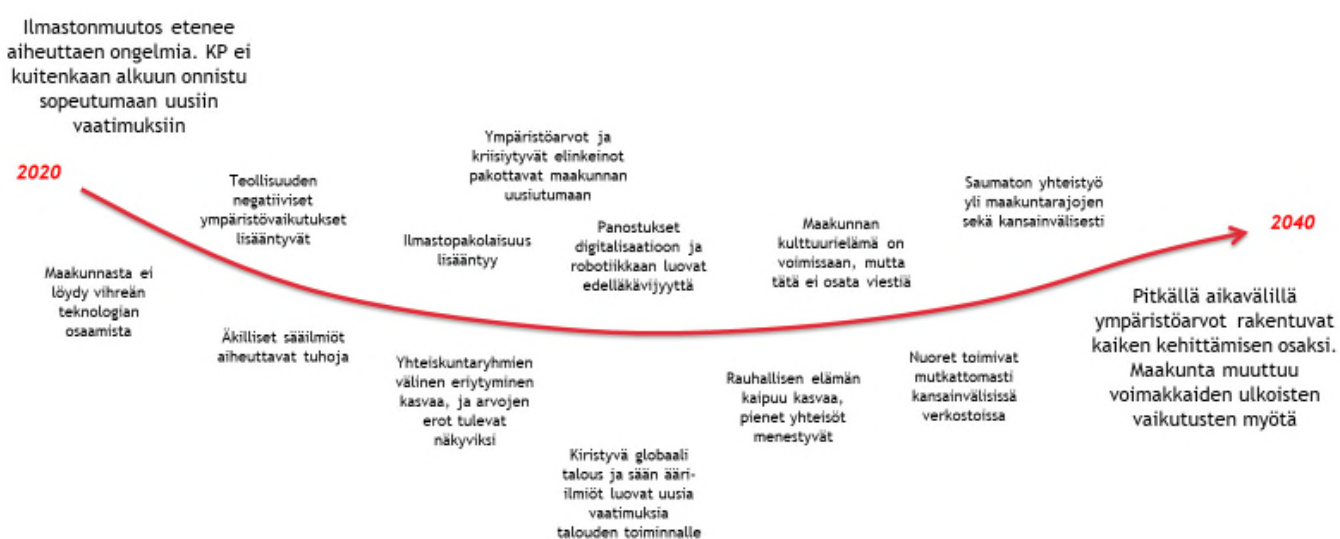 Ilmastonmuutos etenee
aiheuttaen ongelmia. KP ei
kuitenkaan alkuun onnistu
sopeutumaan uusiin
vaatimuksiin
2020
Maakunnasta ei
löydy vihreän
teknologian
osaamista
Teollisuuden
negatiiviset
ympäristövaikutukset
lisääntyvät
Äkilliset sääilmiöt
aiheuttavat tuhoja
Ympäristöarvot ja
kriisiytyvät elinkeinot
pakottavat maakunnan
uusiutumaan
Ilmastopakolaisuus
lisääntyy
Yhteiskuntaryhmien
välinen eriytyminen
kasvaa, ja arvojen
erot tulevat
näkyviksi
Panostukset
digitalisaatioon ja
robotiikkaan luovat
edelläkävijyyttä
Kiristyvä globaali
talous ja sään ääri-
ilmiöt luovat uusia
vaatimuksia
talouden toiminnalle
Maakunnan
kulttuurielämä on
voimissaan, mutta
tätä ei osata viestiä
Rauhallisen elämän
kaipuu kasvaa,
pienet yhteisöt
menestyvät
Saumaton yhteistyö
yli maakuntarajojen
sekä kansainvälisesti
Nuoret toimivat
mutkattomasti
kansainvälisissä
verkostoissa
2040
Pitkällä aikavälillä
ympäristöarvot rakentuvat
kaiken kehittämisen osaksi.
Maakunta muuttuu
voimakkaiden ulkoisten
vaikutusten myötä